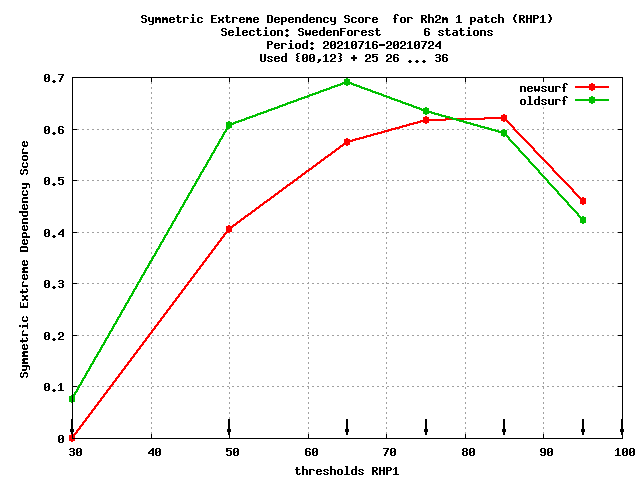 Symmetric Extreme Dependency Score  for Rh2m 1 patch (RHP1)
Selection: SwedenForest      6 stations
Period: 20210716-20210724
Used {00,12} + 25 26 ... 36
newsurf
oldsurf
Symmetric Extreme Dependency Score
0.7
0.6
0.5
0.4
0.3
0.2
0.1
0
30 40 50 60 70 80 90 100
thresholds RHP1